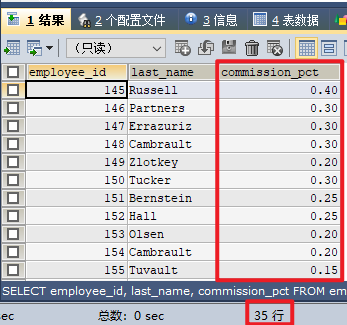 1 结果 2 个配置文件 3 信息 4 表数据
（只读）
employee_id last_name commission_pct
145 Russell 0.40
146 Partners 0.30
147 Errazuriz 0.30
148 Cambrault 0.30
149 Zlotkey 0.20
150 Tucker 0.30
151 Bernstein 0.25
152 Hall 0.25
153 Olsen 0.20
154 Cambrault 0.20
155 Tuvault 0.15
SELECT employee_id, last_name, commission_pct FROM em
sec 总数: 0 sec 35 行